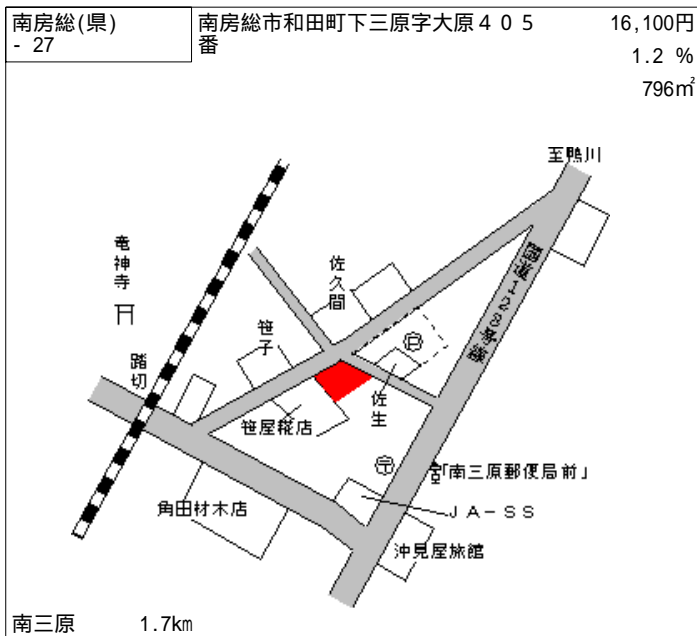 南房総(県)
- 27
南房総市和田町下三原字大原４０５
番
16,100円
1.2 %
796㎡
至鴨川
国道128号線
竜神寺
佐久間
笹子
踏切
笹屋糀店
佐生
「南三原郵便局前」
角田材木店
ＪＡ－ＳＳ
沖見屋旅館
南三原 1.7km